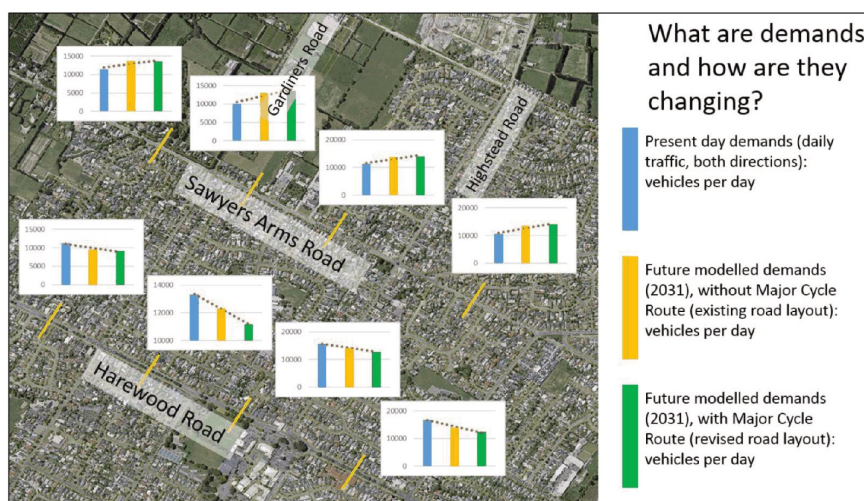 What are demands
and how are they
changing?
Present day demands (daily
traffic, both directions):
vehicles per day
Future modelled demands
(2031), without Major Cycle
Route (existing road layout):
vehicles per day
Future modelled demands
(2031), with Major Cycle
Route (revised road layout):
vehicles per day
Gardiners Road
Highstead Road
Sawyers Arms Road
Harewood Road
15000
10000
5000
0
15000
10000
5000
0
20000
10000
0
20000
10000
0
15000
10000
5000
0
14000
12000
10000
20000
10000
0
20000
10000
0